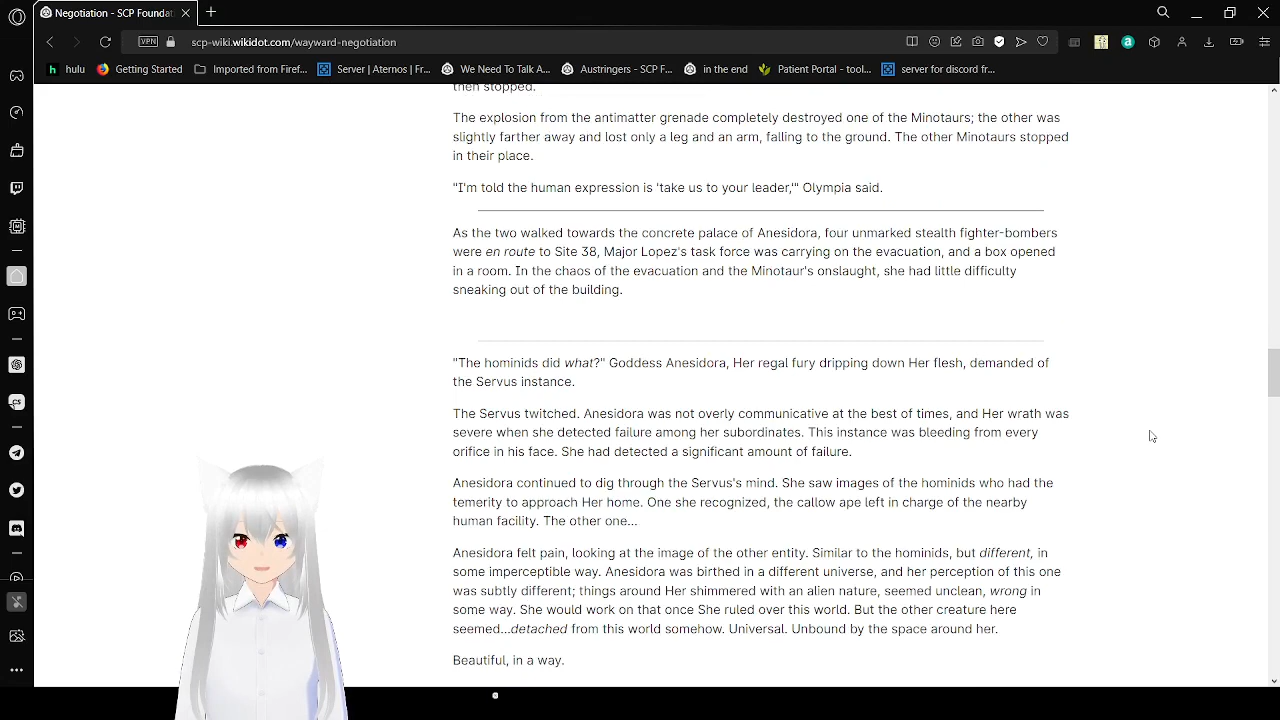 Negotiation - SCP Foundat
scp-wiki.wikidot.com/wayward-negotiation
VPN
hulu
Getting Started
Imported from Firef...
Server | Aternos | Fr...
We Need To Talk A...
Austringers - SCP F...
in the end
Patient Portal - tool...
server for discord fr...
then stopped.
The explosion from the antimatter grenade completely destroyed one of the Minotaurs; the other was
slightly farther away and lost only a leg and an arm, falling to the ground. The other Minotaurs stopped
in their place.
"I'm told the human expression is 'take us to your leader,'" Olympia said.
As the two walked towards the concrete palace of Anesidora, four unmarked stealth fighter-bombers
were en route to Site 38, Major Lopez's task force was carrying on the evacuation, and a box opened
in a room. In the chaos of the evacuation and the Minotaur's onslaught, she had little difficulty
sneaking out of the building.
"The hominids did what?" Goddess Anesidora, Her regal fury dripping down Her flesh, demanded of
the Servus instance.
The Servus twitched. Anesidora was not overly communicative at the best of times, and Her wrath was
severe when she detected failure among her subordinates. This instance was bleeding from every
orifice in his face. She had detected a significant amount of failure.
Anesidora continued to dig through the Servus's mind. She saw images of the hominids who had the
temerity to approach Her home. One she recognized, the callow ape left in charge of the nearby
human facility. The other one...
Anesidora felt pain, looking at the image of the other entity. Similar to the hominids, but different, in
some imperceptible way. Anesidora was birthed in a different universe, and her perception of this one
was subtly different; things around Her shimmered with an alien nature, seemed unclean, wrong in
some way. She would work on that once She ruled over this world. But the other creature here
seemed...detached from this world somehow. Universal. Unbound by the space around her.
Beautiful, in a way.